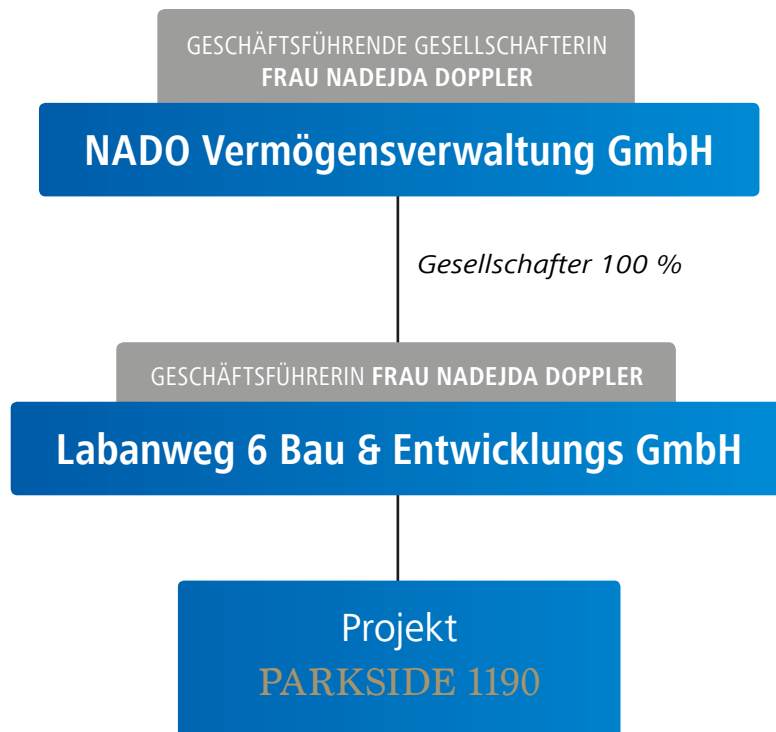 GESCHÄFTSFÜHRENDE GESELLSCHAFTERIN
FRAU NADEJDA DOPPLER
NADO Vermögensverwaltung GmbH
Gesellschafter 100 %
GESCHÄFTSFÜHRERIN FRAU NADEJDA DOPPLER
Labanweg 6 Bau & Entwicklungs GmbH
Projekt
PARKSIDE 1190